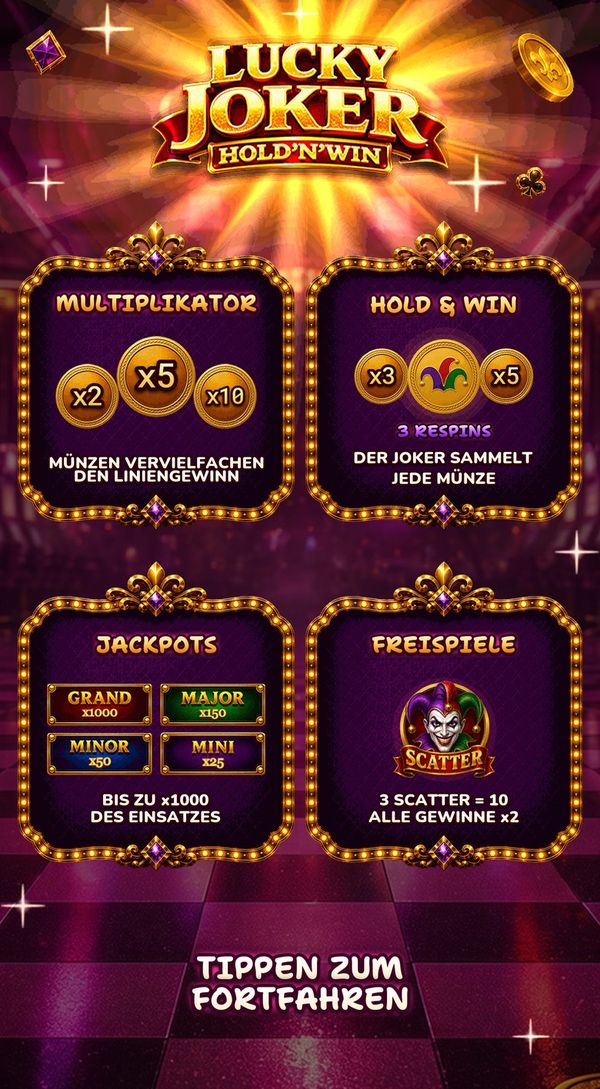 LUCKY
JOKER
HOLD'N'WIN
MULTIPLIKATOR
x2
x5
x10
MÜNZEN VERVIELFACHEN
DEN LINIENGEWINN
HOLD & WIN
x3
x5
3 RESPINS
DER JOKER SAMMELT
JEDE MÜNZE
JACKPOTS
GRAND
x1000
MAJOR
x150
MINOR
x50
MINI
x25
BIS ZU x1000
DES EINSATZES
FREISPIELE
SCATTER
3 SCATTER = 10
ALLE GEWINNE x2
TIPPEN ZUM
FORTFAHREN